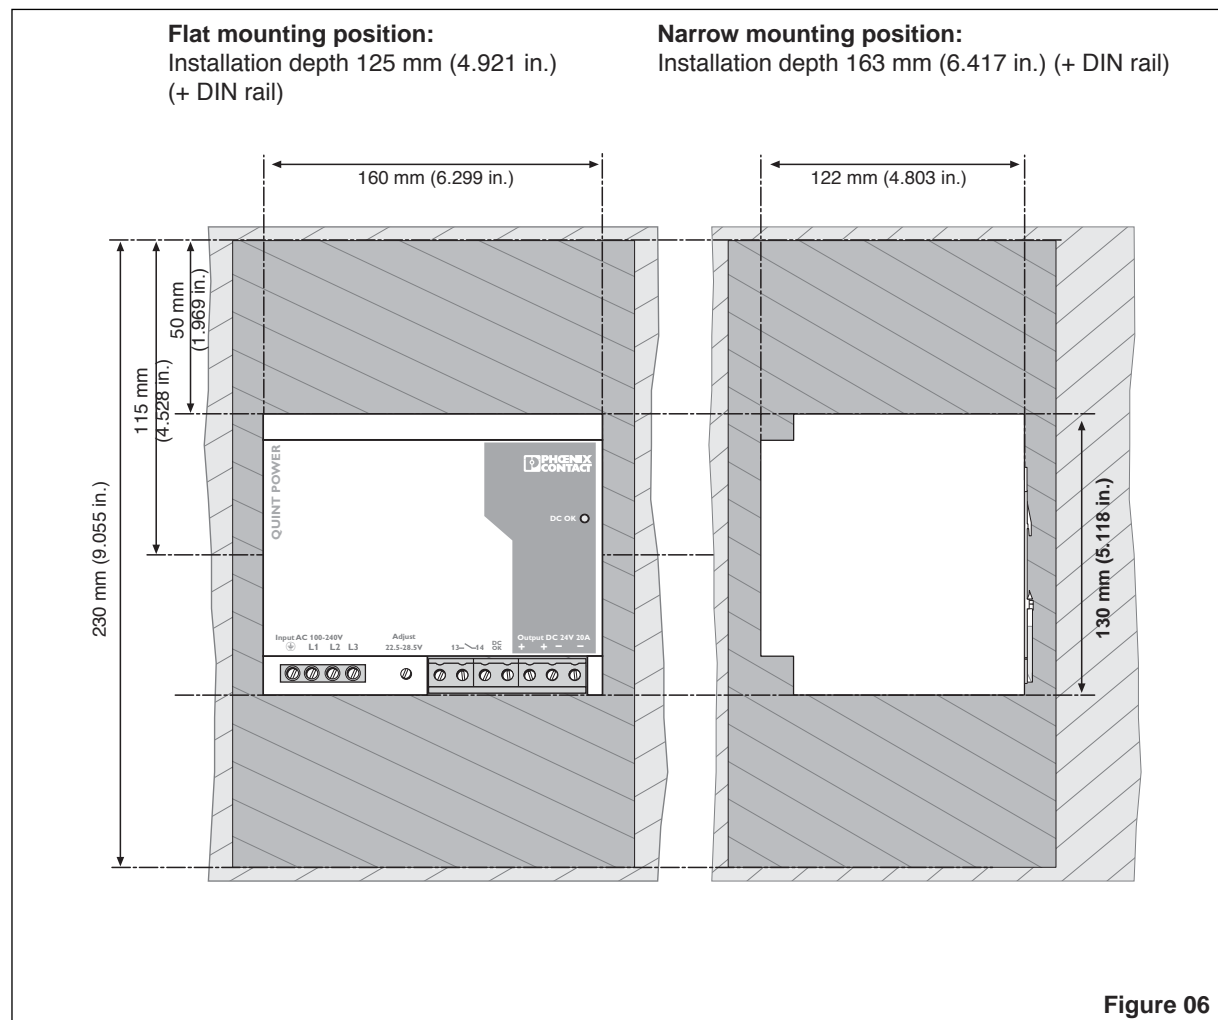 Flat mounting position:
Installation depth 125 mm (4.921 in.)
(+ DIN rail)
Narrow mounting position:
Installation depth 163 mm (6.417 in.) (+ DIN rail)
160 mm (6.299 in.)
122 mm (4.803 in.)
50 mm
(1.969 in.)
115 mm
(4.528 in.)
230 mm (9.055 in.)
130 mm (5.118 in.)
QUINT POWER
PHŒNIX
CONTACT
DC OK
Input AC 100-240V
L1 L2 L3
Adjust
22.5-28.5V
13 14
DC
OK
Output DC 24V 20A
+ + − −
Figure 06